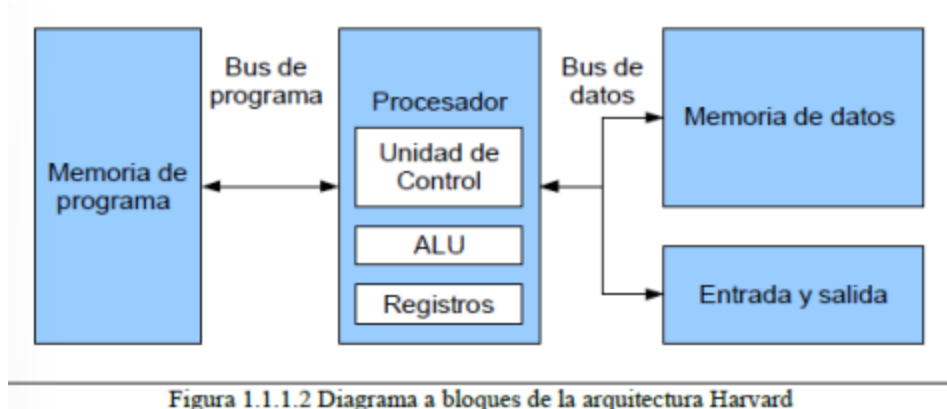 Memoria de
programa
Bus de
programa
Procesador
Unidad de
Control
ALU
Registros
Bus de
datos
Memoria de datos
Entrada y salida
Figura 1.1.1.2 Diagrama a bloques de la arquitectura Harvard